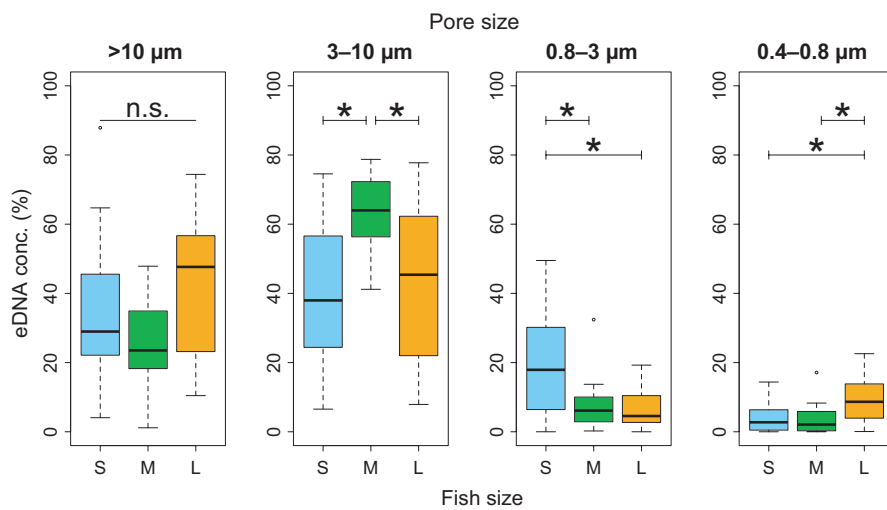 Pore size
>10 µm 3–10 µm 0.8–3 µm 0.4–0.8 µm
eDNA conc. (%)
100 100 100 100
n.s. * * * *
* *
80 80 80 80
60 60 60 60
40 40 40 40
20 20 20 20
0 0 0 0
S M L S M L S M L S M L
Fish size